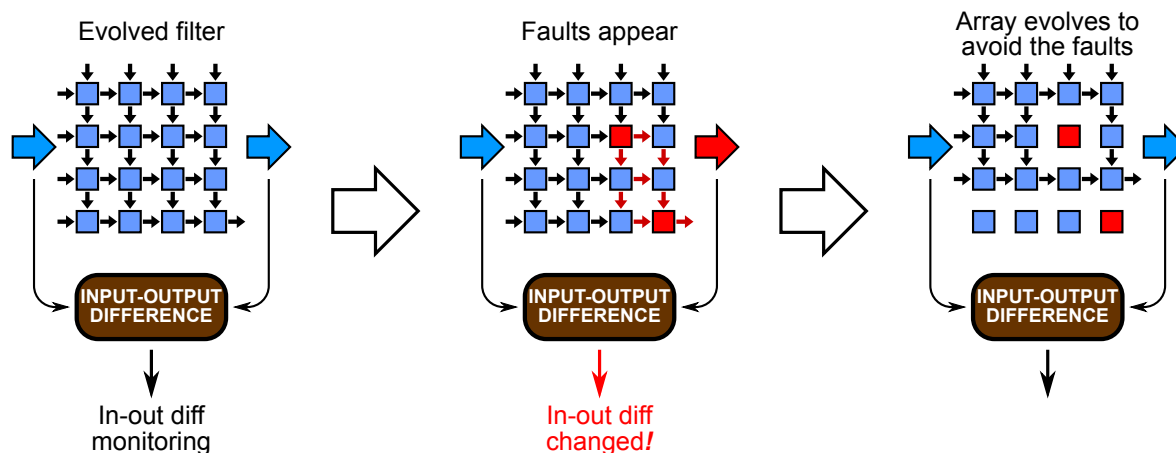 Evolved filter
Faults appear
Array evolves to
avoid the faults
INPUT-OUTPUT
DIFFERENCE
INPUT-OUTPUT
DIFFERENCE
INPUT-OUTPUT
DIFFERENCE
In-out diff
monitoring
In-out diff
changed!